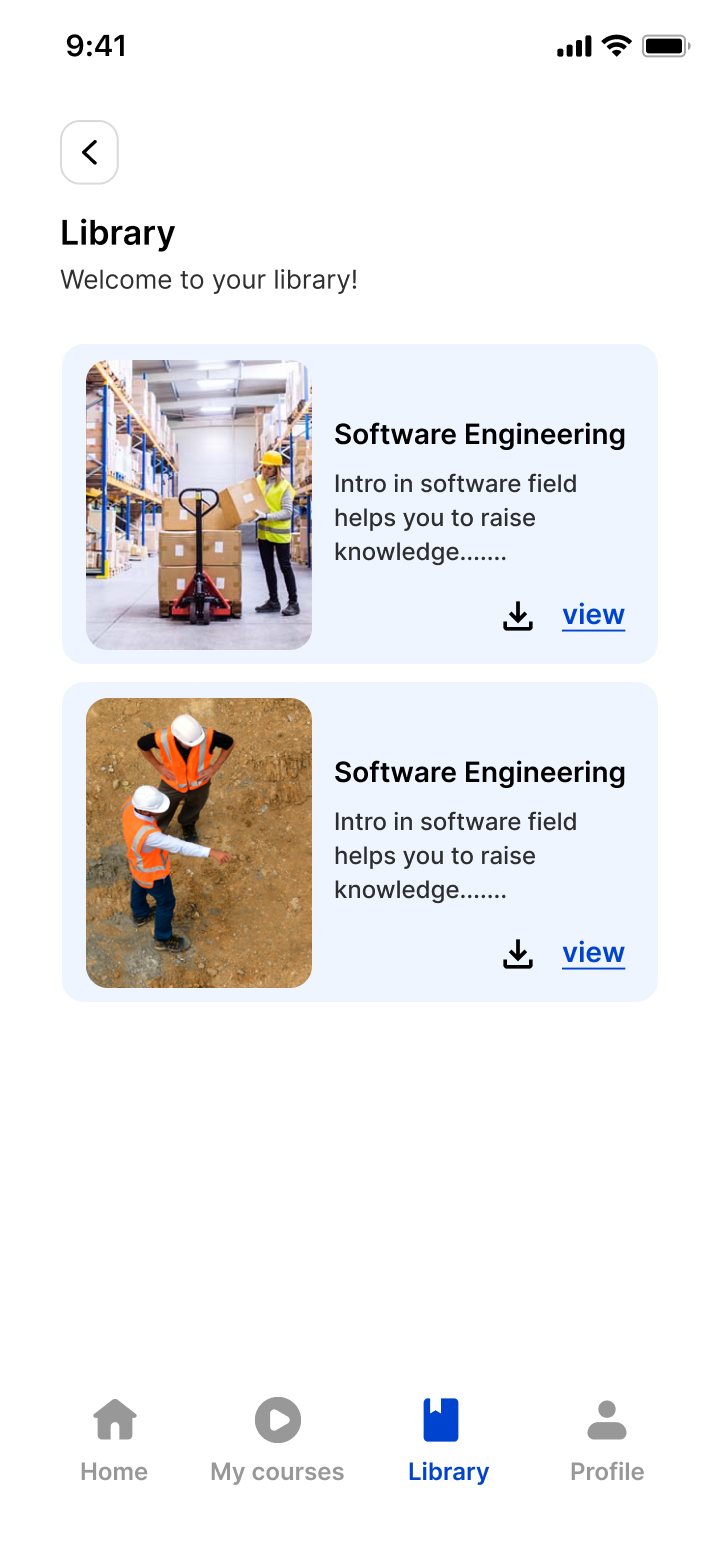 9:41
Library
Welcome to your library!
Software Engineering
Intro in software field
helps you to raise
knowledge.......
view
Software Engineering
Intro in software field
helps you to raise
knowledge.......
view
Home
My courses
Library
Profile